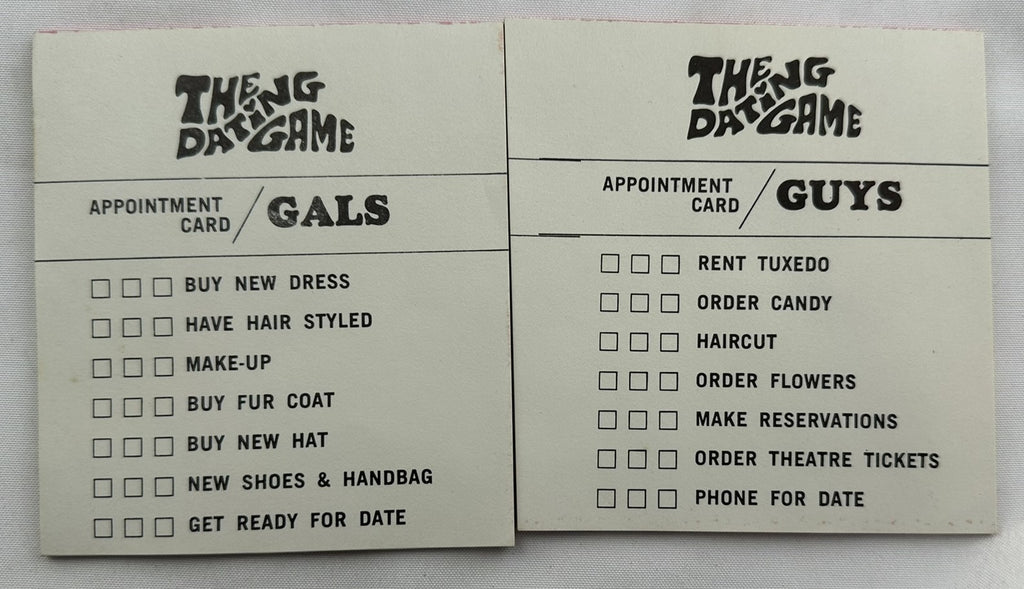 THE
DATING
GAME
APPOINTMENT
CARD / GALS
BUY NEW DRESS
HAVE HAIR STYLED
MAKE-UP
BUY FUR COAT
BUY NEW HAT
NEW SHOES & HANDBAG
GET READY FOR DATE
THE
DATING
GAME
APPOINTMENT
CARD / GUYS
RENT TUXEDO
ORDER CANDY
HAIRCUT
ORDER FLOWERS
MAKE RESERVATIONS
ORDER THEATRE TICKETS
PHONE FOR DATE